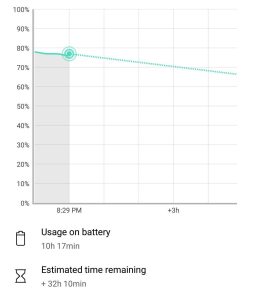 100%
90%
80%
70%
60%
50%
40%
30%
20%
10%
0%
8:29 PM +3h
Usage on battery
10h 17min
Estimated time remaining
+ 32h 10min